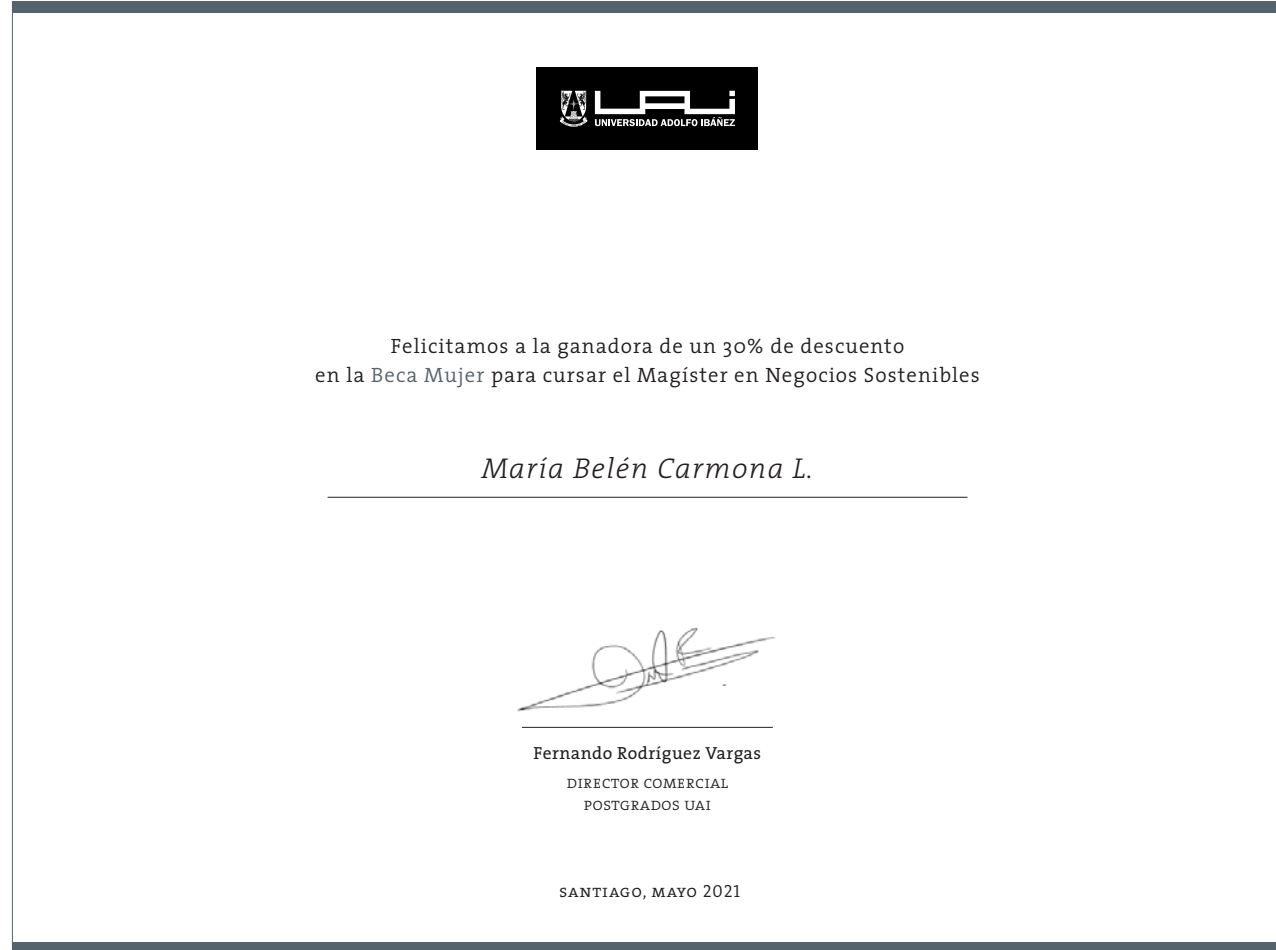 UAi
UNIVERSIDAD ADOLFO IBÁÑEZ
Felicitamos a la ganadora de un 30% de descuento
en la Beca Mujer para cursar el Magíster en Negocios Sostenibles
María Belén Carmona L.
Fernando Rodríguez Vargas
DIRECTOR COMERCIAL
POSTGRADOS UAI
SANTIAGO, MAYO 2021